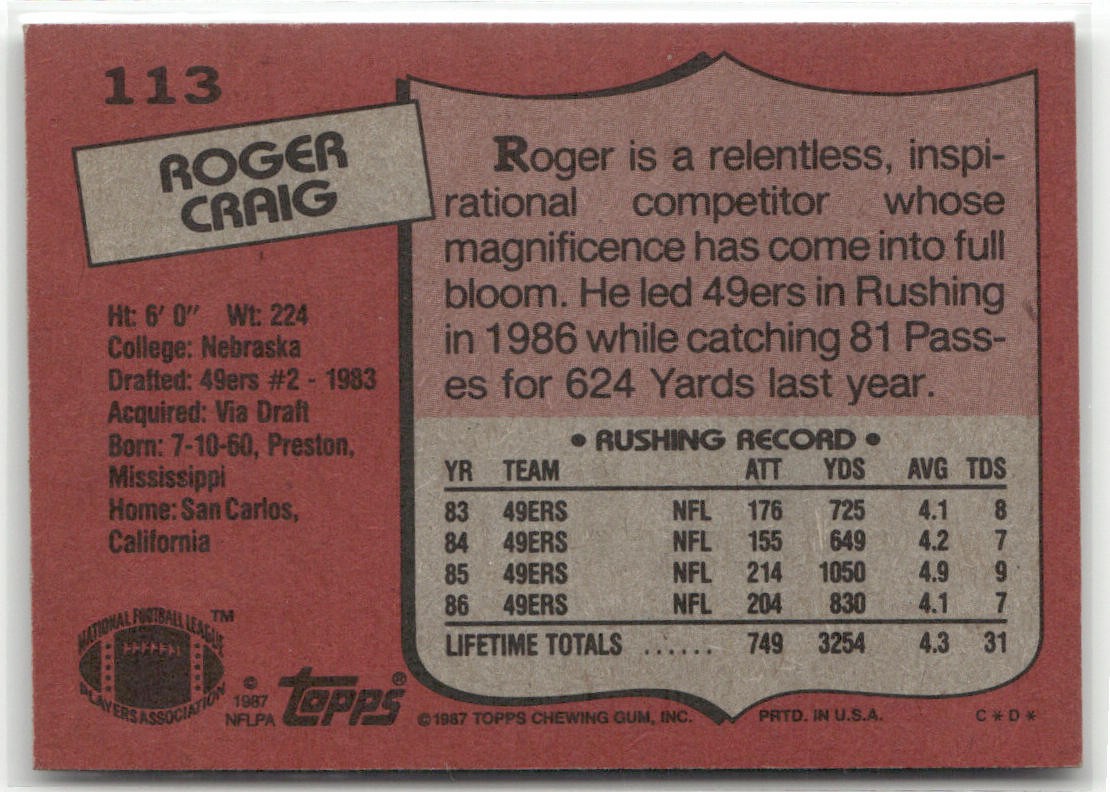 113
ROGER
CRAIG
Ht: 6' 0" Wt: 224
College: Nebraska
Drafted: 49ers #2 - 1983
Acquired: Via Draft
Born: 7-10-60, Preston,
Mississippi
Home: San Carlos,
California
NATIONAL FOOTBALL LEAGUE
PLAYERS ASSOCIATION
TM
©
1987
NFLPA
topps®
Roger is a relentless, inspi-
rational competitor whose
magnificence has come into full
bloom. He led 49ers in Rushing
in 1986 while catching 81 Pass-
es for 624 Yards last year.
• RUSHING RECORD •
YR TEAM ATT YDS AVG TDS
83 49ERS NFL 176 725 4.1 8
84 49ERS NFL 155 649 4.2 7
85 49ERS NFL 214 1050 4.9 9
86 49ERS NFL 204 830 4.1 7
LIFETIME TOTALS ...... 749 3254 4.3 31
©1987 TOPPS CHEWING GUM, INC. PRTD. IN U.S.A. C*D*